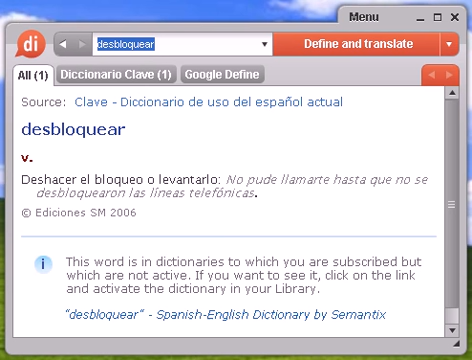 Menu
di
desbloquear
Define and translate
All (1)
Diccionario Clave (1)
Google Define
Source: Clave - Diccionario de uso del español actual
desbloquear
v.
Deshacer el bloqueo o levantarlo: No pude llamarte hasta que no se
desbloquearon las líneas telefónicas.
© Ediciones SM 2006
i
This word is in dictionaries to which you are subscribed but
which are not active. If you want to see it, click on the link
and activate the dictionary in your Library.
"desbloquear" - Spanish-English Dictionary by Semantix